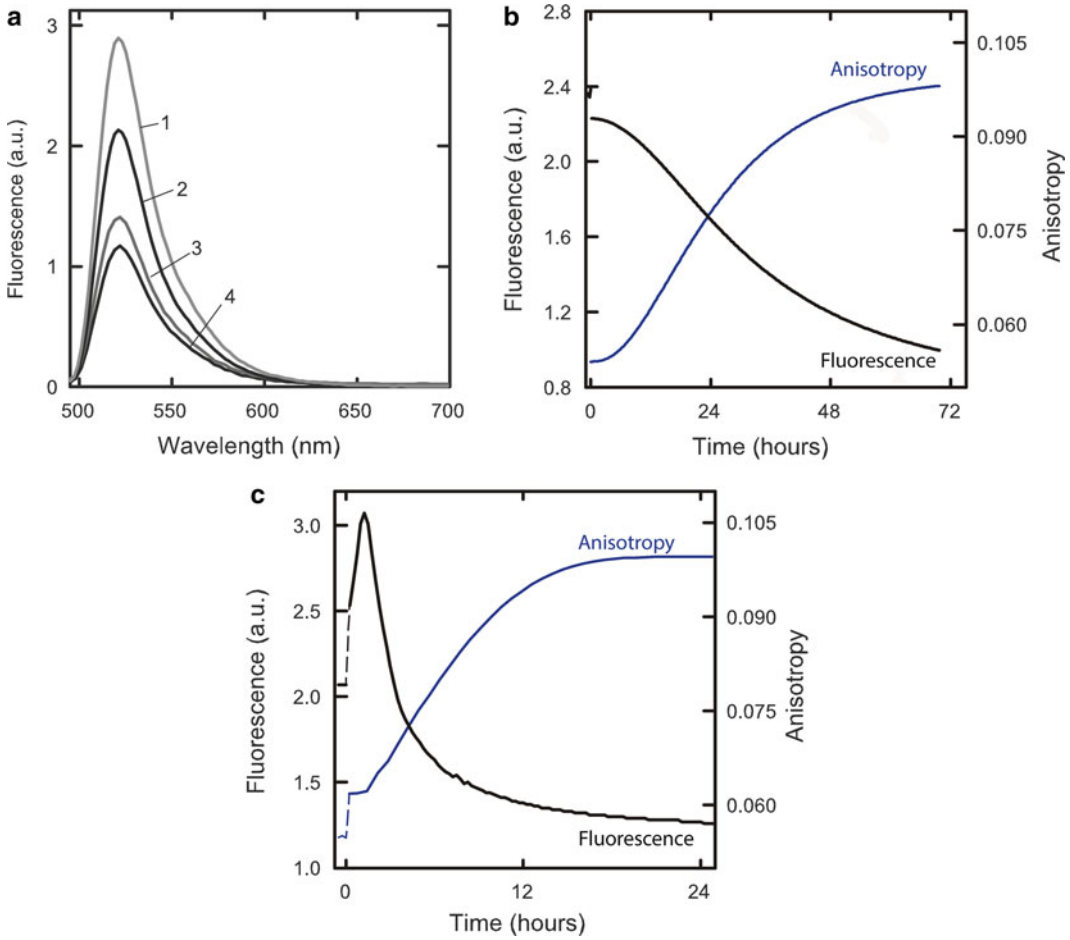 a
3
2
1
0
Fluorescence (a.u.)
1
2
3
4
500 550 600 650 700
Wavelength (nm)
b
2.8
2.4
2.0
1.6
1.2
0.8
Fluorescence (a.u.)
Anisotropy
Fluorescence
0.105
0.090
0.075
0.060
Anisotropy
0 24 48 72
Time (hours)
c
3.0
2.5
2.0
1.5
1.0
Fluorescence (a.u.)
Anisotropy
Fluorescence
0.105
0.090
0.075
0.060
Anisotropy
0 12 24
Time (hours)